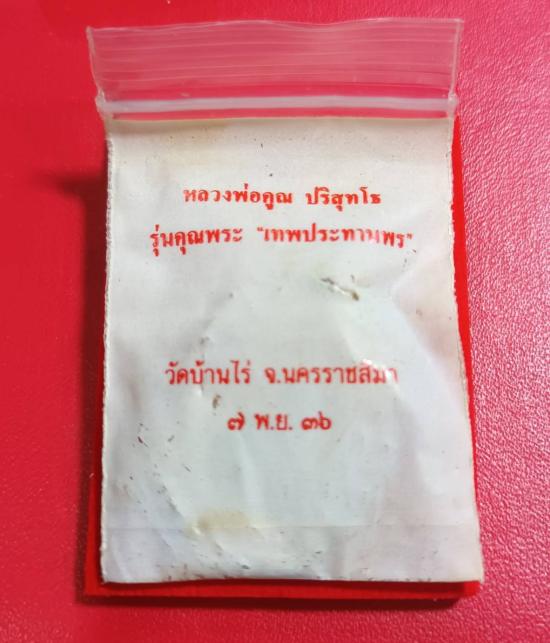 หลวงพ่อคูณ ปริสุทโธ
รุ่นคุณพระ "เทพประทานพร"
วัดบ้านไร่ จ.นครราชสีมา
๗ พ.ย. ๓๖